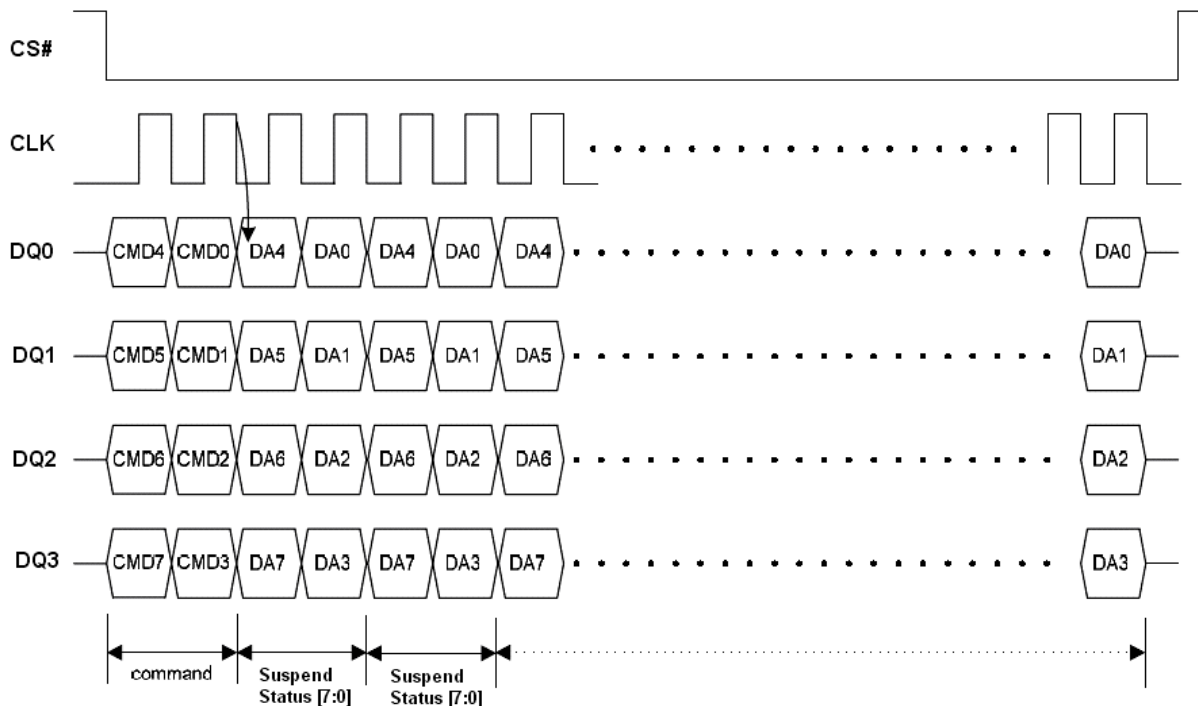 CS#
CLK
DQ0 CMD4 CMD0 DA4 DA0 DA4 DA0 DA4 DA0
DQ1 CMD5 CMD1 DA5 DA1 DA5 DA1 DA5 DA1
DQ2 CMD6 CMD2 DA6 DA2 DA6 DA2 DA6 DA2
DQ3 CMD7 CMD3 DA7 DA3 DA7 DA3 DA7 DA3
command
Suspend
Status [7:0]
Suspend
Status [7:0]